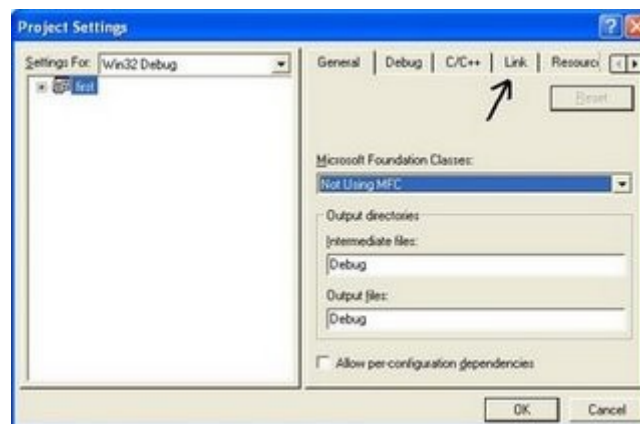 Project Settings
Settings For: Win32 Debug
first
General Debug C/C++ Link Resourc
Reset
Microsoft Foundation Classes:
Not Using MFC
Output directories
Intermediate files:
Debug
Output files:
Debug
Allow per-configuration dependencies
OK Cancel